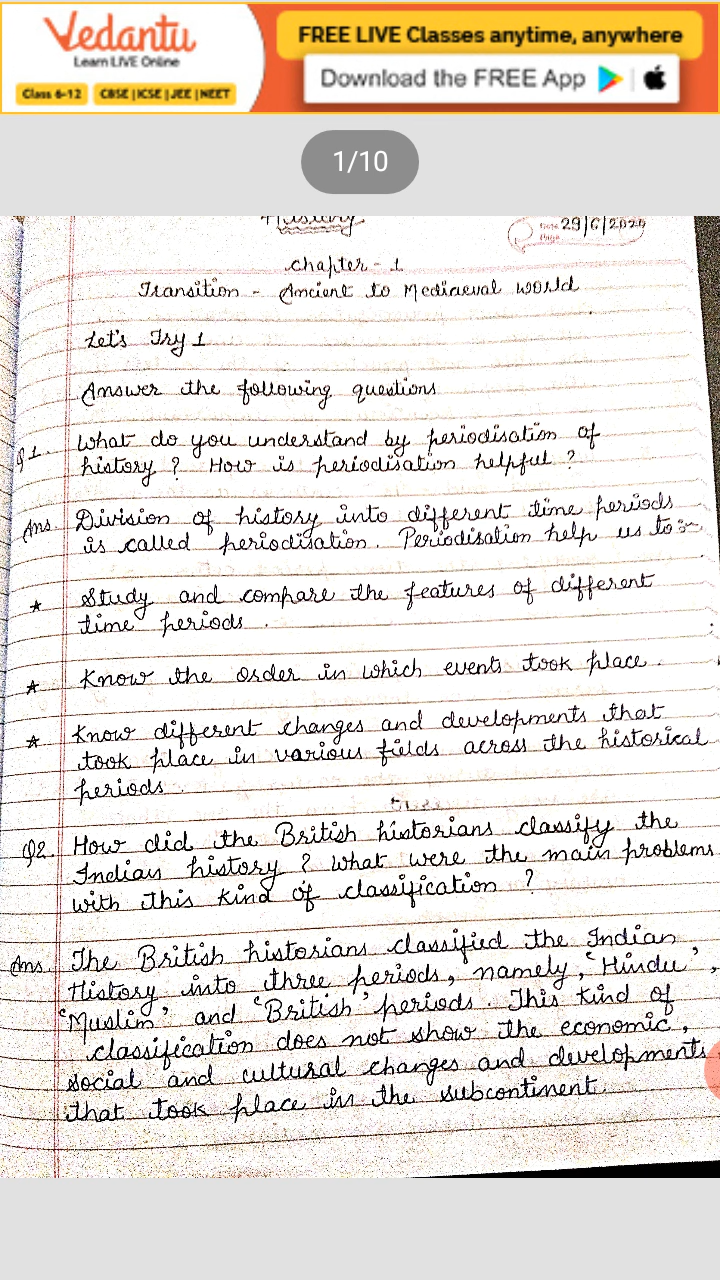 Vedantu
Learn LIVE Online
Class 6-12 CBSE | ICSE | JEE | NEET
FREE LIVE Classes anytime, anywhere
Download the FREE App
1/10
History
Date 29/6/2020
Page
Chapter - 1
Transition - Ancient to Mediaeval world
Let's Try 1
Answer the following questions
Q1. What do you understand by periodisation of
history ? How is periodisation helpful ?
Ans. Division of history into different time periods
is called periodisation. Periodisation help us to :-
★ Study and compare the features of different
time periods.
★ Know the order in which events took place.
★ Know different changes and developments that
took place in various fields across the historical
periods.
Q2. How did the British historians classify the
Indian history ? What were the main problems
with this kind of classification ?
Ans. The British historians classified the Indian
History into three periods, namely, 'Hindu',
'Muslim' and 'British' periods. This kind of
classification does not show the economic,
social and cultural changes and developments
that took place in the subcontinent.